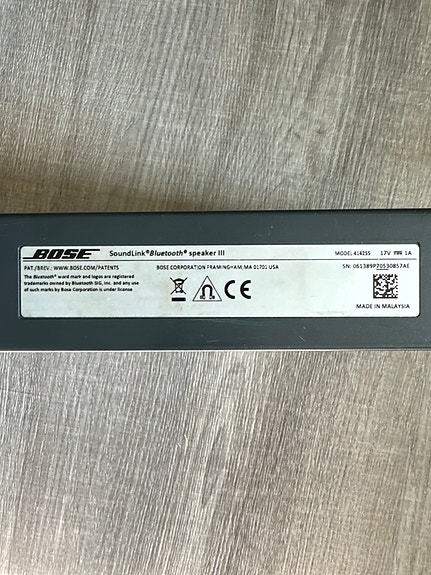 BOSE SoundLink® Bluetooth® speaker III MODEL 414255 17V 1A
PAT./BREV.: WWW.BOSE.COM/PATENTS BOSE CORPORATION FRAMINGHAM, MA 01701 USA SN: 061389P70530857AE
The Bluetooth® word mark and logos are registered
trademarks owned by Bluetooth SIG, Inc. and any use
of such marks by Bose Corporation is under license
CE
MADE IN MALAYSIA